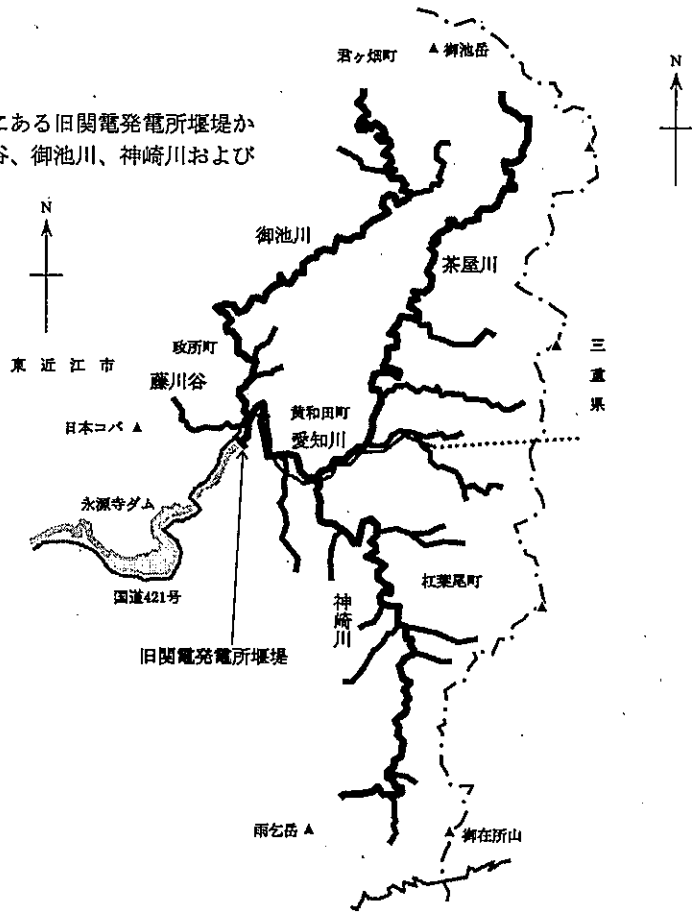 君ヶ畑町
御池岳
N
にある旧関電発電所堰堤か
谷、御池川、神崎川および
N
御池川
茶屋川
政所町
東近江市
三重県
藤川谷
黄和田町
日本コバ
愛知川
永源寺ダム
杠葉尾町
国道421号
神崎川
旧関電発電所堰堤
雨乞岳
御在所山